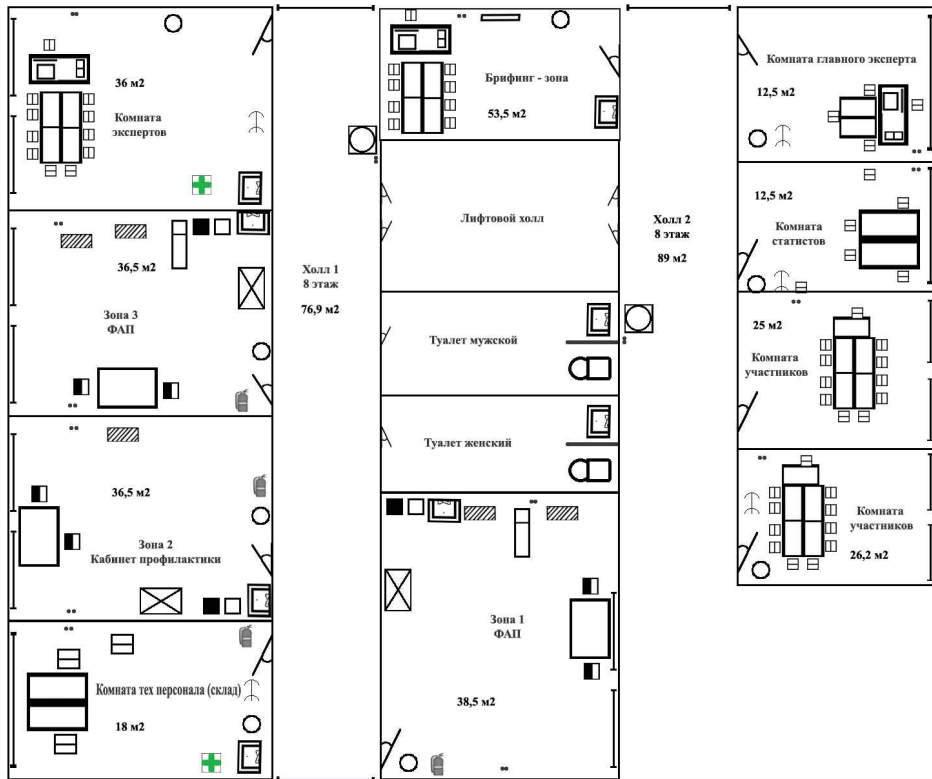 36 м2
Комната
экспертов
36,5 м2
Зона 3
ФАП
36,5 м2
Зона 2
Кабинет профилактики
Комната тех персонала (склад)
18 м2
Холл 1
8 этаж
76,9 м2
Брифинг - зона
53,5 м2
Лифтовой холл
Туалет мужской
Туалет женский
Зона 1
ФАП
38,5 м2
Холл 2
8 этаж
89 м2
Комната главного эксперта
12,5 м2
12,5 м2
Комната
статистов
25 м2
Комната
участников
Комната
участников
26,2 м2